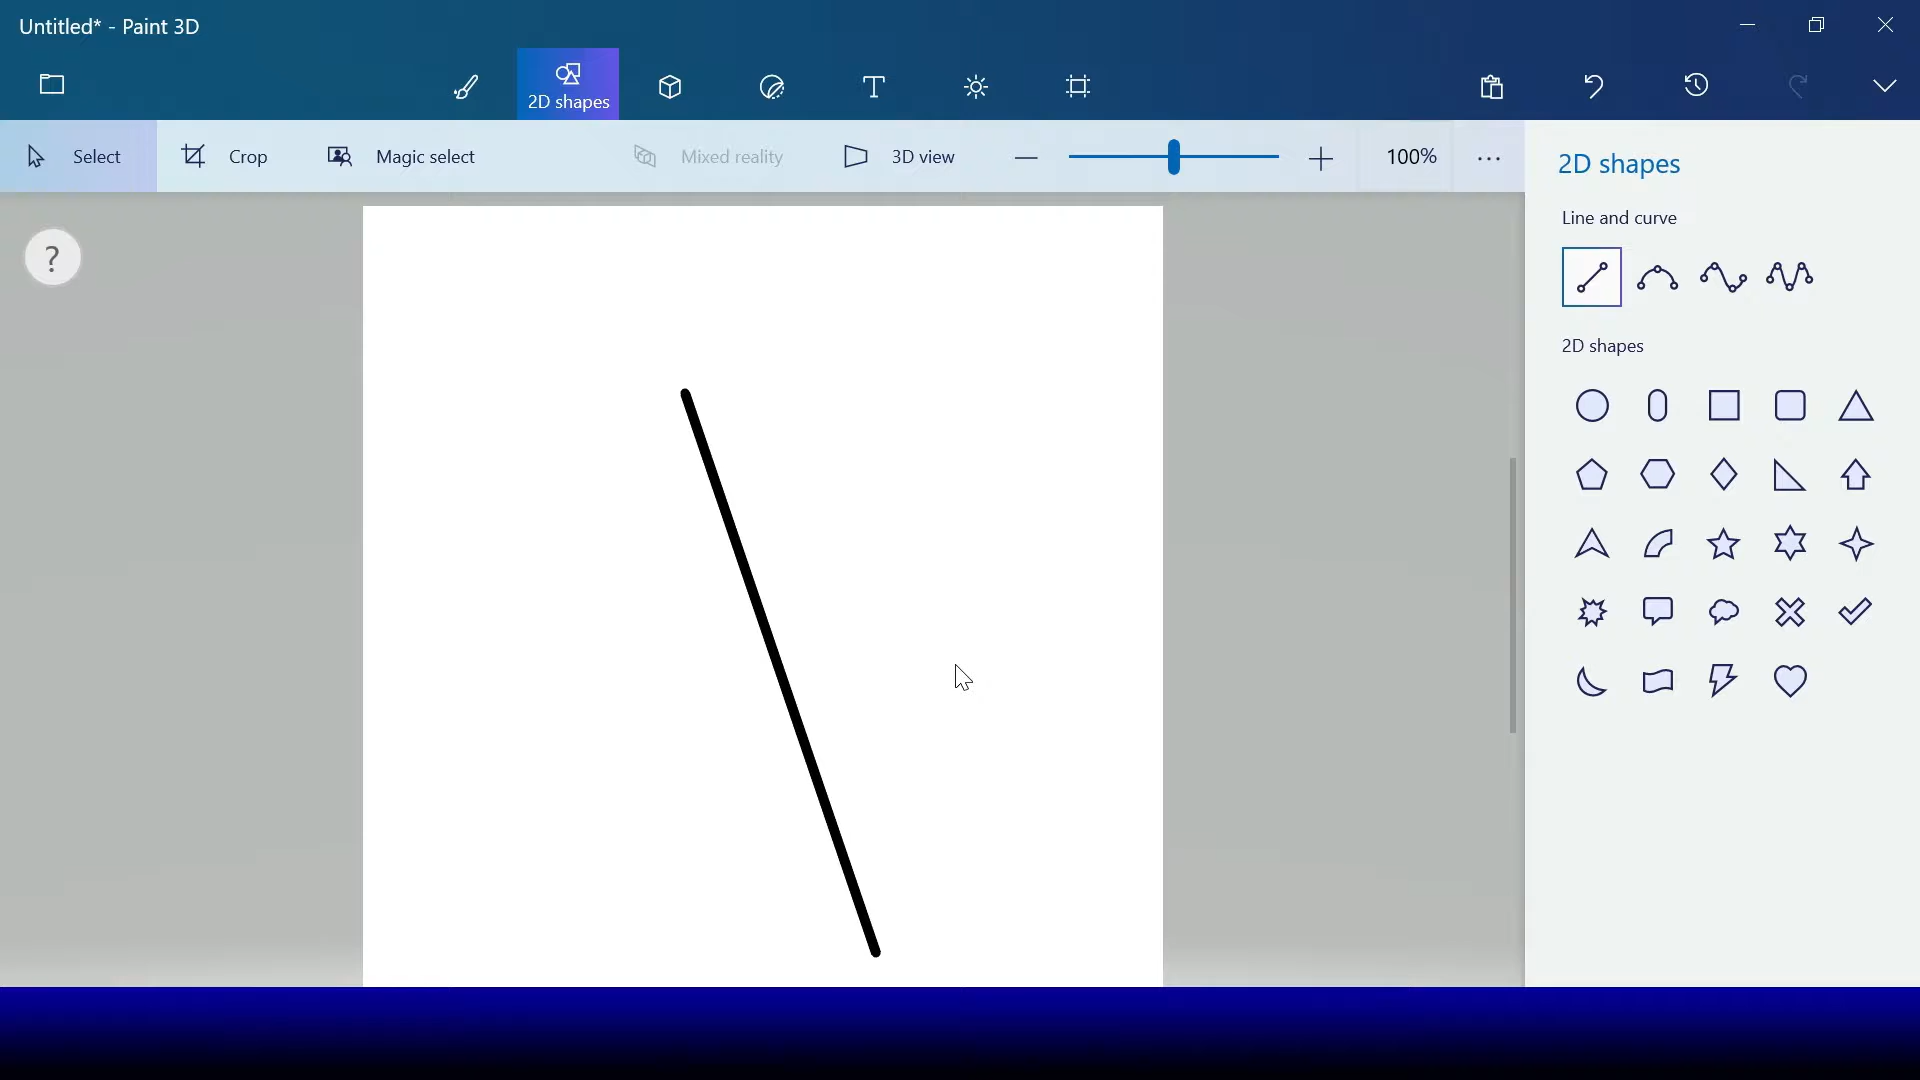 Untitled* - Paint 3D
2D shapes
Select
Crop
Magic select
Mixed reality
3D view
100%
2D shapes
Line and curve
?
2D shapes